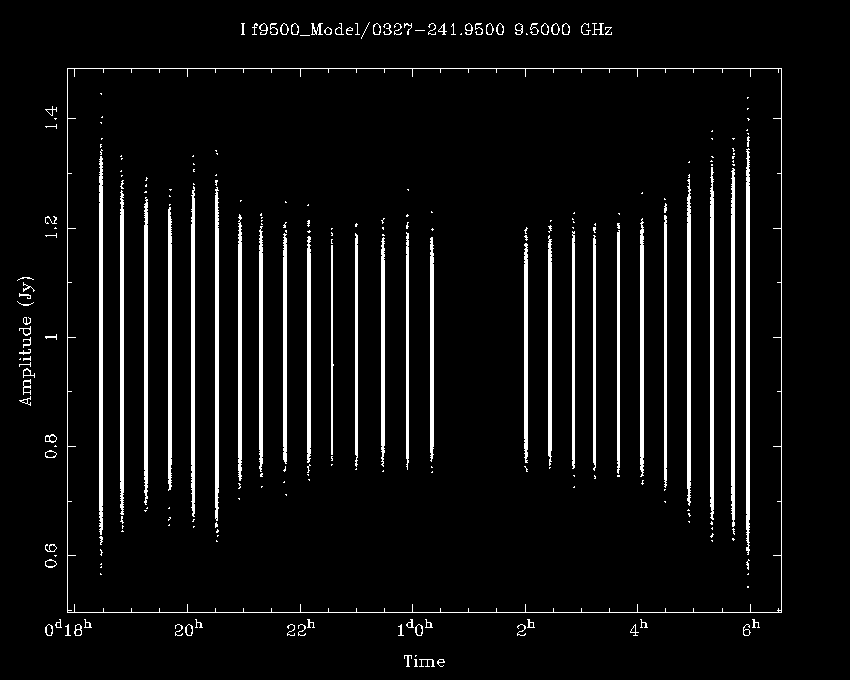 I f9500_Model/0327-241.9500 9.5000 GHz
1.4
1.2
1
0.8
0.6
Amplitude (Jy)
0d18h 20h 22h 1d0h 2h 4h 6h
Time